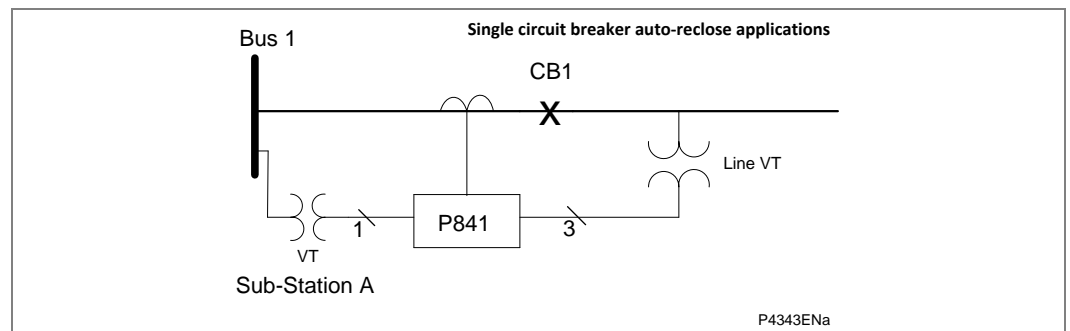 Single circuit breaker auto-reclose applications
Bus 1
CB1
Line VT
1
P841
3
VT
Sub-Station A
P4343ENa